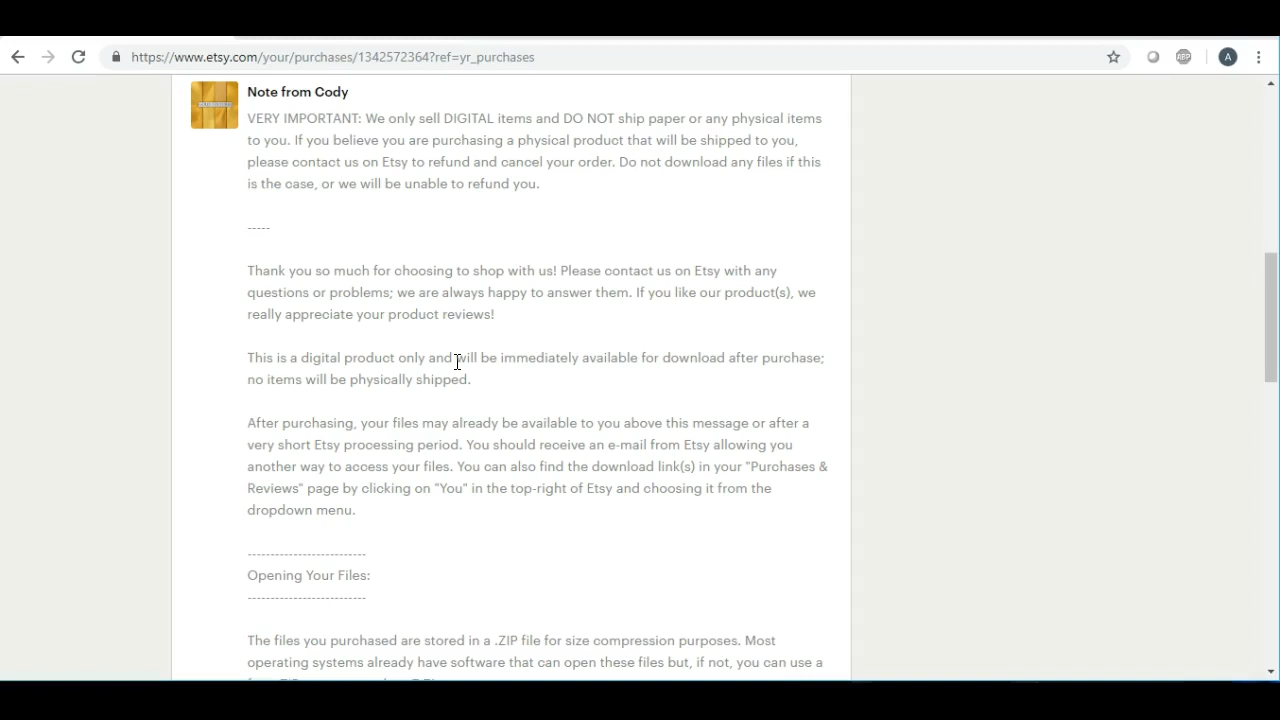 https://www.etsy.com/your/purchases/1342572364?ref=yr_purchases
ABP
A
Note from Cody
VERY IMPORTANT: We only sell DIGITAL items and DO NOT ship paper or any physical items
to you. If you believe you are purchasing a physical product that will be shipped to you,
please contact us on Etsy to refund and cancel your order. Do not download any files if this
is the case, or we will be unable to refund you.
-----
Thank you so much for choosing to shop with us! Please contact us on Etsy with any
questions or problems; we are always happy to answer them. If you like our product(s), we
really appreciate your product reviews!
This is a digital product only and will be immediately available for download after purchase;
no items will be physically shipped.
After purchasing, your files may already be available to you above this message or after a
very short Etsy processing period. You should receive an e-mail from Etsy allowing you
another way to access your files. You can also find the download link(s) in your "Purchases &
Reviews" page by clicking on "You" in the top-right of Etsy and choosing it from the
dropdown menu.
--------------------------
Opening Your Files:
--------------------------
The files you purchased are stored in a .ZIP file for size compression purposes. Most
operating systems already have software that can open these files but, if not, you can use a